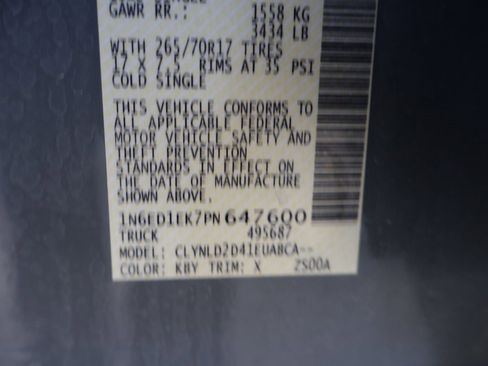 GAWR RR.: 1558 KG
3434 LB
WITH 265/70R17 TIRES
17 X 7.5 RIMS AT 35 PSI
COLD SINGLE
THIS VEHICLE CONFORMS TO
ALL APPLICABLE FEDERAL
MOTOR VEHICLE SAFETY AND
THEFT PREVENTION
STANDARDS IN EFFECT ON
THE DATE OF MANUFACTURE
SHOWN ABOVE.
1N6ED1EK7PN647600
TRUCK 495687
MODEL: CLYNLD2D41EUA8CA--
COLOR: KBY TRIM: X ZS00A